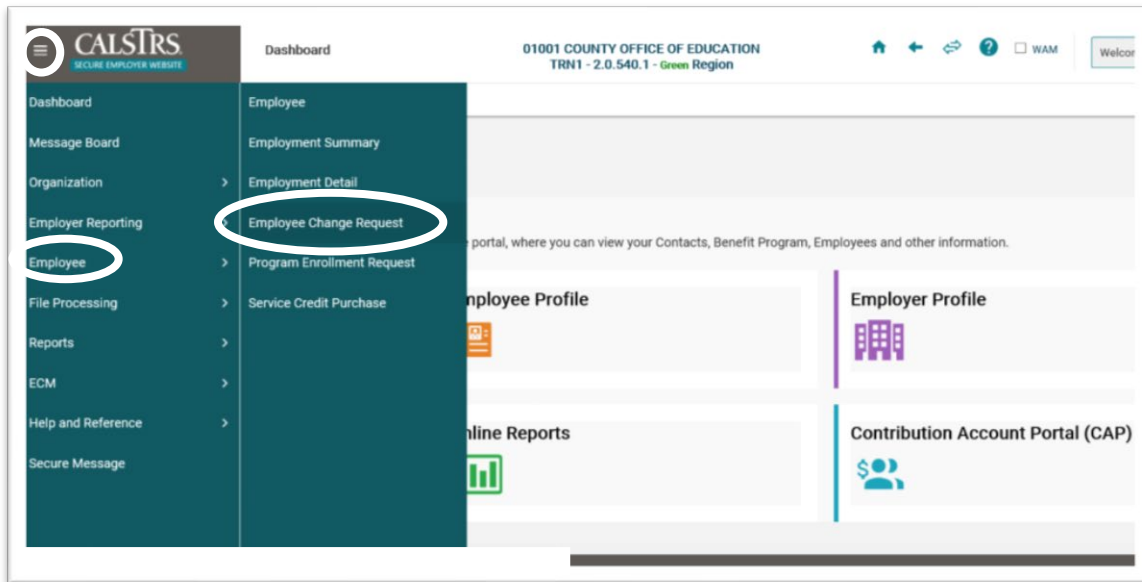 CALSTRS.
SECURE EMPLOYER WEBSITE
Dashboard
01001 COUNTY OFFICE OF EDUCATION
TRN1 - 2.0.540.1 - Green Region
? WAM
Dashboard
Message Board
Organization >
Employer Reporting
Employee >
File Processing >
Reports >
ECM >
Help and Reference >
Secure Message
Employee
Employment Summary
Employment Detail
Employee Change Request
Program Enrollment Request
Service Credit Purchase
portal, where you can view your Contacts, Benefit Program, Employees and other information.
Profile
Employer Profile
Reports
Contribution Account Portal (CAP)